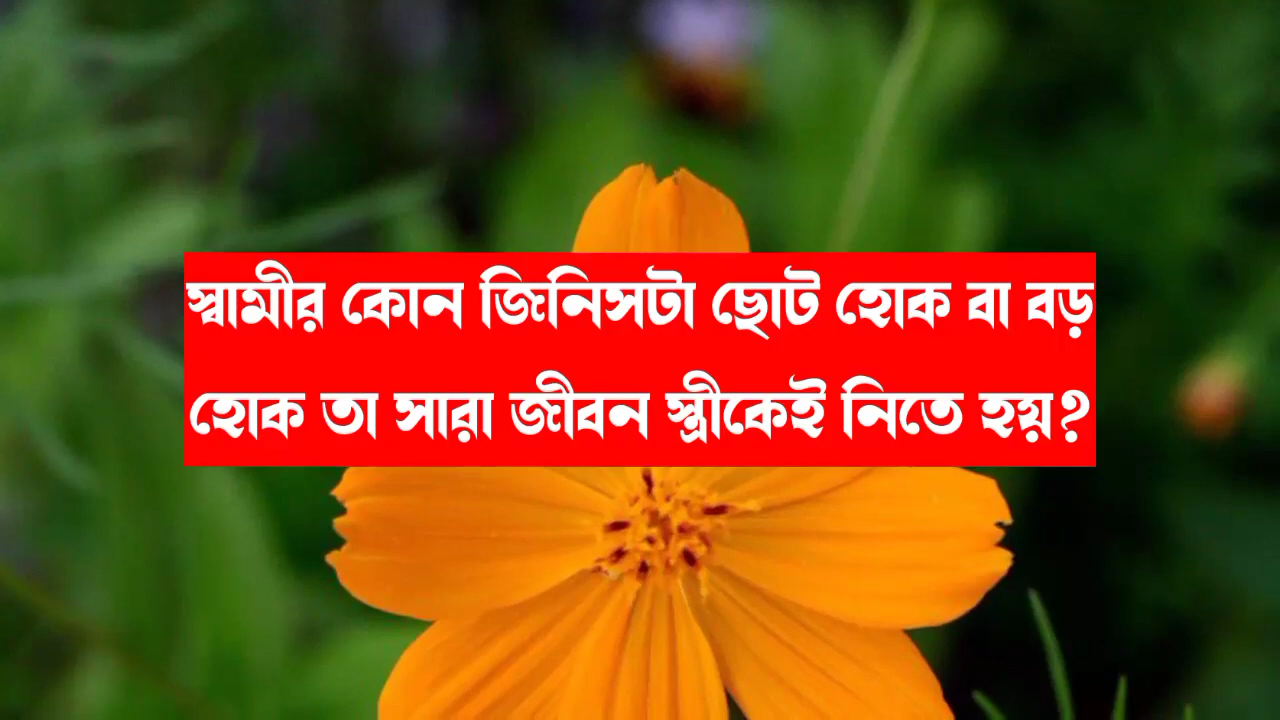 স্বামীর কোন জিনিসটা ছোট হোক বা বড়
হোক তা সারা জীবন স্ত্রীকেই নিতে হয়?